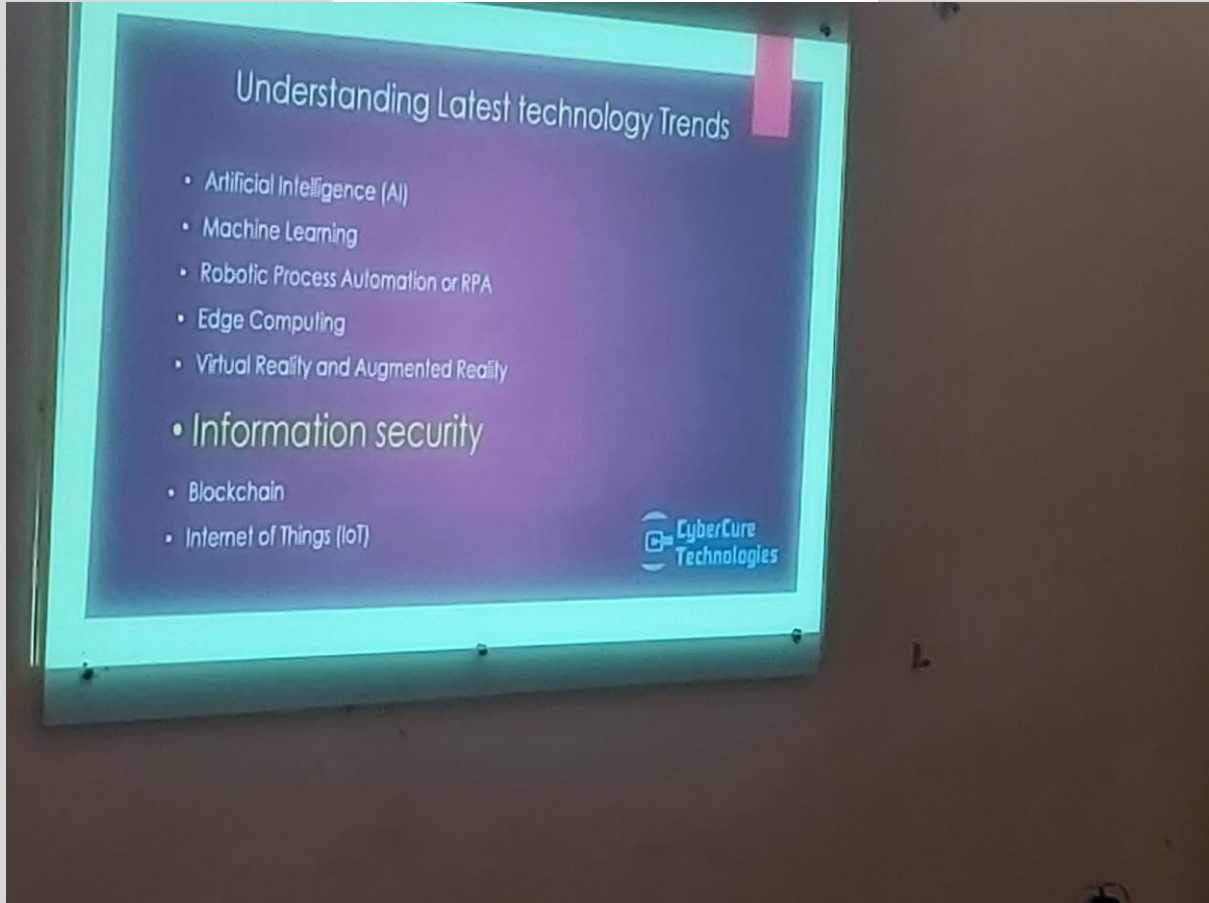 Understanding Latest technology Trends
• Artificial Intelligence (AI)
• Machine Learning
• Robotic Process Automation or RPA
• Edge Computing
• Virtual Reality and Augmented Reality
• Information security
• Blockchain
• Internet of Things (IoT)
CyberCure
Technologies